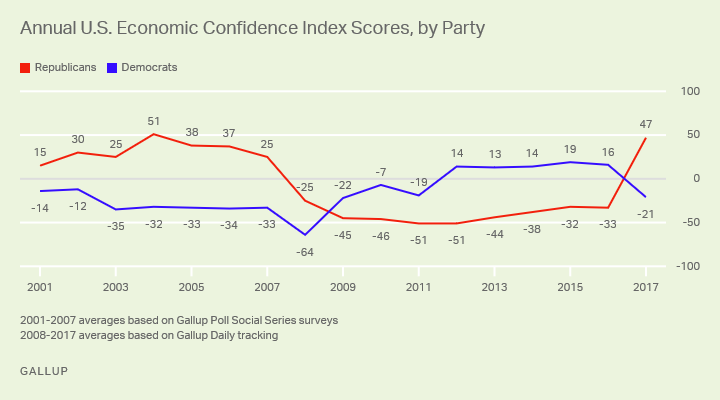 Annual U.S. Economic Confidence Index Scores, by Party
Republicans Democrats
100
50
0
-50
-100
15 30 25 51 38 37 25 -25 -45 -46 -51 -51 -44 -38 -32 -33 47
-14 -12 -35 -32 -33 -34 -33 -64 -22 -7 -19 14 13 14 19 16 -21
2001 2003 2005 2007 2009 2011 2013 2015 2017
2001-2007 averages based on Gallup Poll Social Series surveys
2008-2017 averages based on Gallup Daily tracking
GALLUP